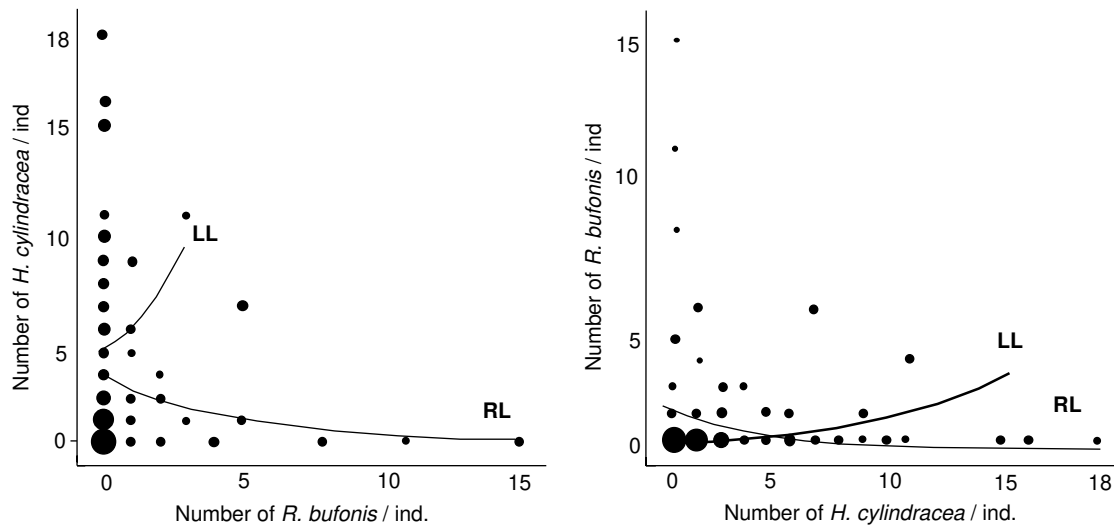 18
15
10
5
0
Number of H. cylindracea / ind
LL
RL
0 5 10 15
Number of R. bufonis / ind.
15
10
5
0
Number of R. bufonis / ind
LL
RL
0 5 10 15 18
Number of H. cylindracea / ind.